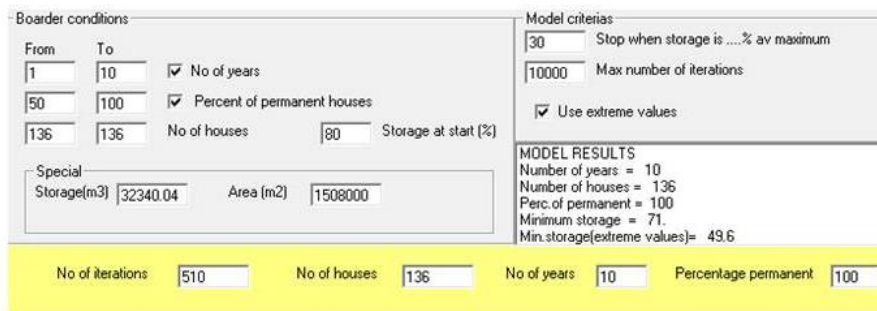 Boarder conditions
From To
1 10 No of years
50 100 Percent of permanent houses
136 136 No of houses 80 Storage at start (%)
Special
Storage(m3) 32340.04 Area (m2) 1508000
Model criterias
30 Stop when storage is ....% av maximum
10000 Max number of iterations
Use extreme values
MODEL RESULTS
Number of years = 10
Number of houses = 136
Perc.of permanent = 100
Minimum storage = 71.
Min.storage(extreme values)= 49.6
No of iterations 510 No of houses 136 No of years 10 Percentage permanent 100